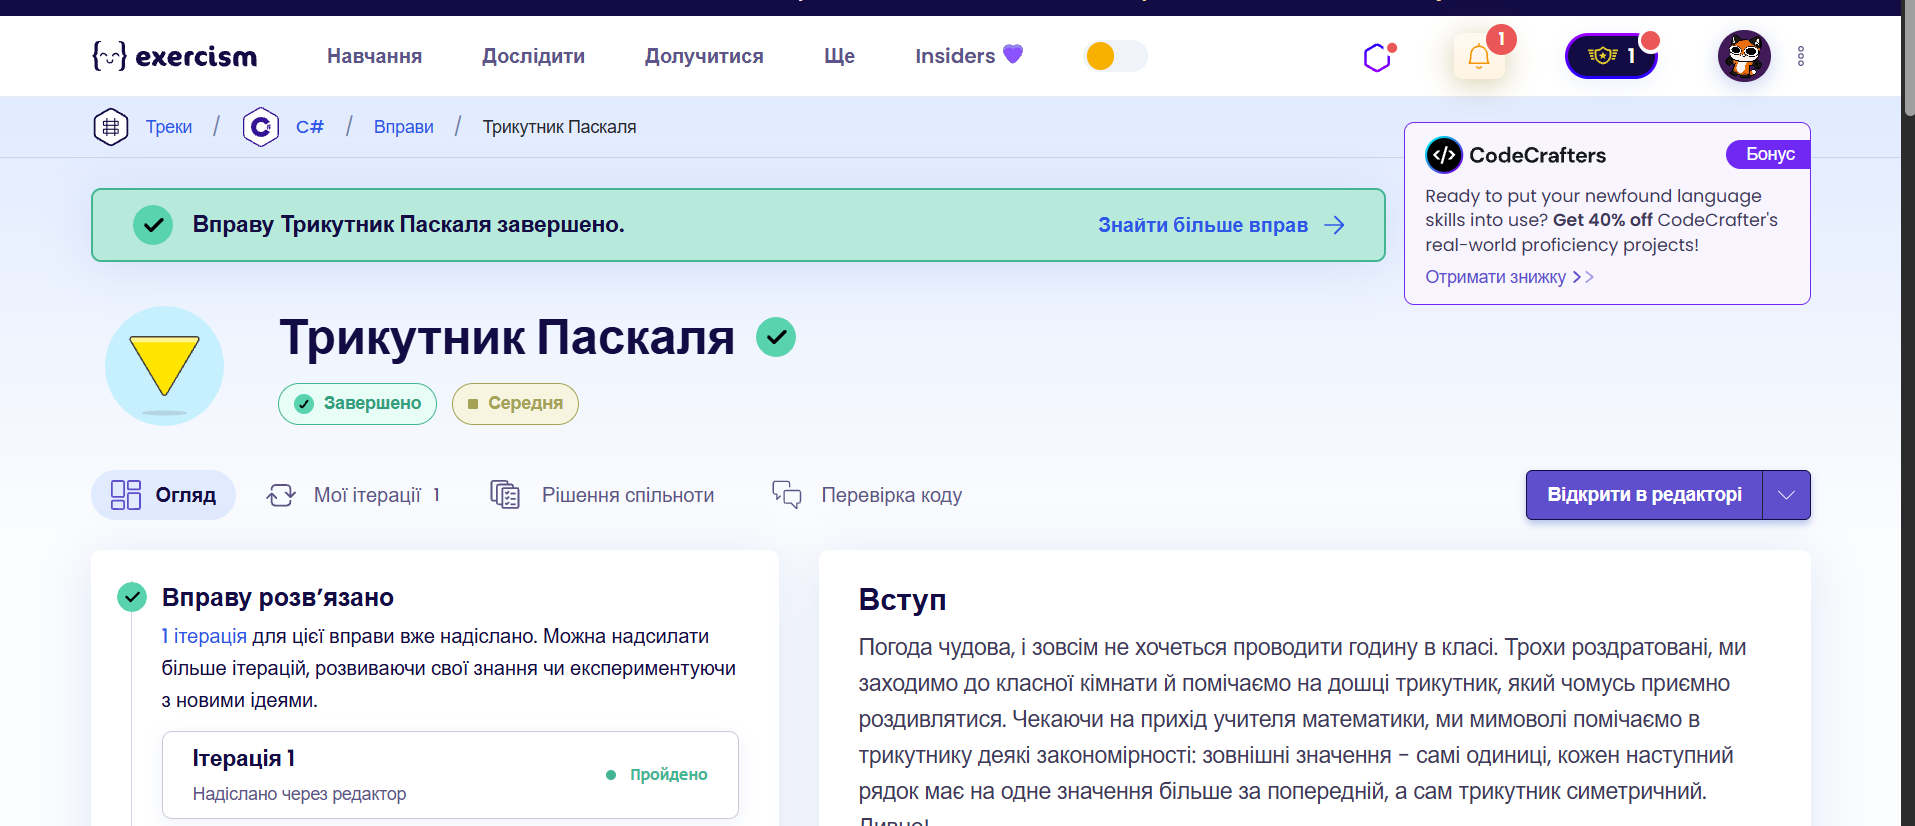 exercism
Навчання
Дослідити
Долучитися
Ще
Insiders
1
1
Треки / C# / Вправи / Трикутник Паскаля
CodeCrafters
Бонус
Ready to put your newfound language
skills into use? Get 40% off CodeCrafter's
real-world proficiency projects!
Отримати знижку
Вправу Трикутник Паскаля завершено.
Знайти більше вправ
Трикутник Паскаля
Завершено
Середня
Огляд
Мої ітерації 1
Рішення спільноти
Перевірка коду
Відкрити в редакторі
Вправу розв’язано
1 ітерація для цієї вправи вже надіслано. Можна надсилати
більше ітерацій, розвиваючи свої знання чи експериментуючи
з новими ідеями.
Ітерація 1
Надіслано через редактор
Пройдено
Вступ
Погода чудова, і зовсім не хочеться проводити годину в класі. Трохи роздратовані, ми
заходимо до класної кімнати й помічаємо на дошці трикутник, який чомусь приємно
роздивлятися. Чекаючи на прихід учителя математики, ми мимоволі помічаємо в
трикутнику деякі закономірності: зовнішні значення - самі одиниці, кожен наступний
рядок має на одне значення більше за попередній, а сам трикутник симетричний.